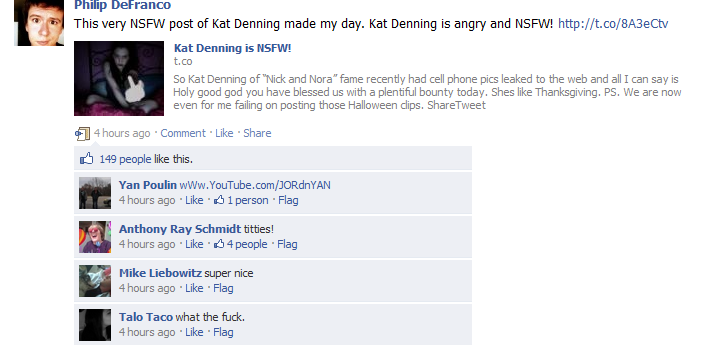 Philip DeFranco
This very NSFW post of Kat Denning made my day. Kat Denning is angry and NSFW! http://t.co/8A3eCtv
Kat Denning is NSFW!
t.co
So Kat Denning of "Nick and Nora" fame recently had cell phone pics leaked to the web and all I can say is
Holy good god you have blessed us with a plentiful bounty today. Shes like Thanksgiving. PS. We are now
even for me failing on posting those Halloween clips. ShareTweet
4 hours ago · Comment · Like · Share
149 people like this.
Yan Poulin wWw.YouTube.com/JORdnYAN
4 hours ago · Like · 1 person · Flag
Anthony Ray Schmidt titties!
4 hours ago · Like · 4 people · Flag
Mike Liebowitz super nice
4 hours ago · Like · Flag
Talo Taco what the fuck.
4 hours ago · Like · Flag